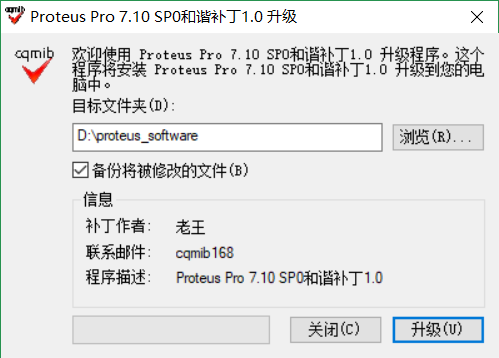 cqmib
Proteus Pro 7.10 SP0和谐补丁1.0 升级
cqmib
欢迎使用 Proteus Pro 7.10 SP0和谐补丁1.0 升级程序。这个
程序将安装 Proteus Pro 7.10 SP0和谐补丁1.0 升级到您的电
脑中。
目标文件夹(D):
D:\proteus_software
浏览(R)...
备份将被修改的文件(B)
信息
补丁作者: 老王
联系邮件: cqmib168
程序描述: Proteus Pro 7.10 SP0和谐补丁1.0
关闭(C)
升级(U)